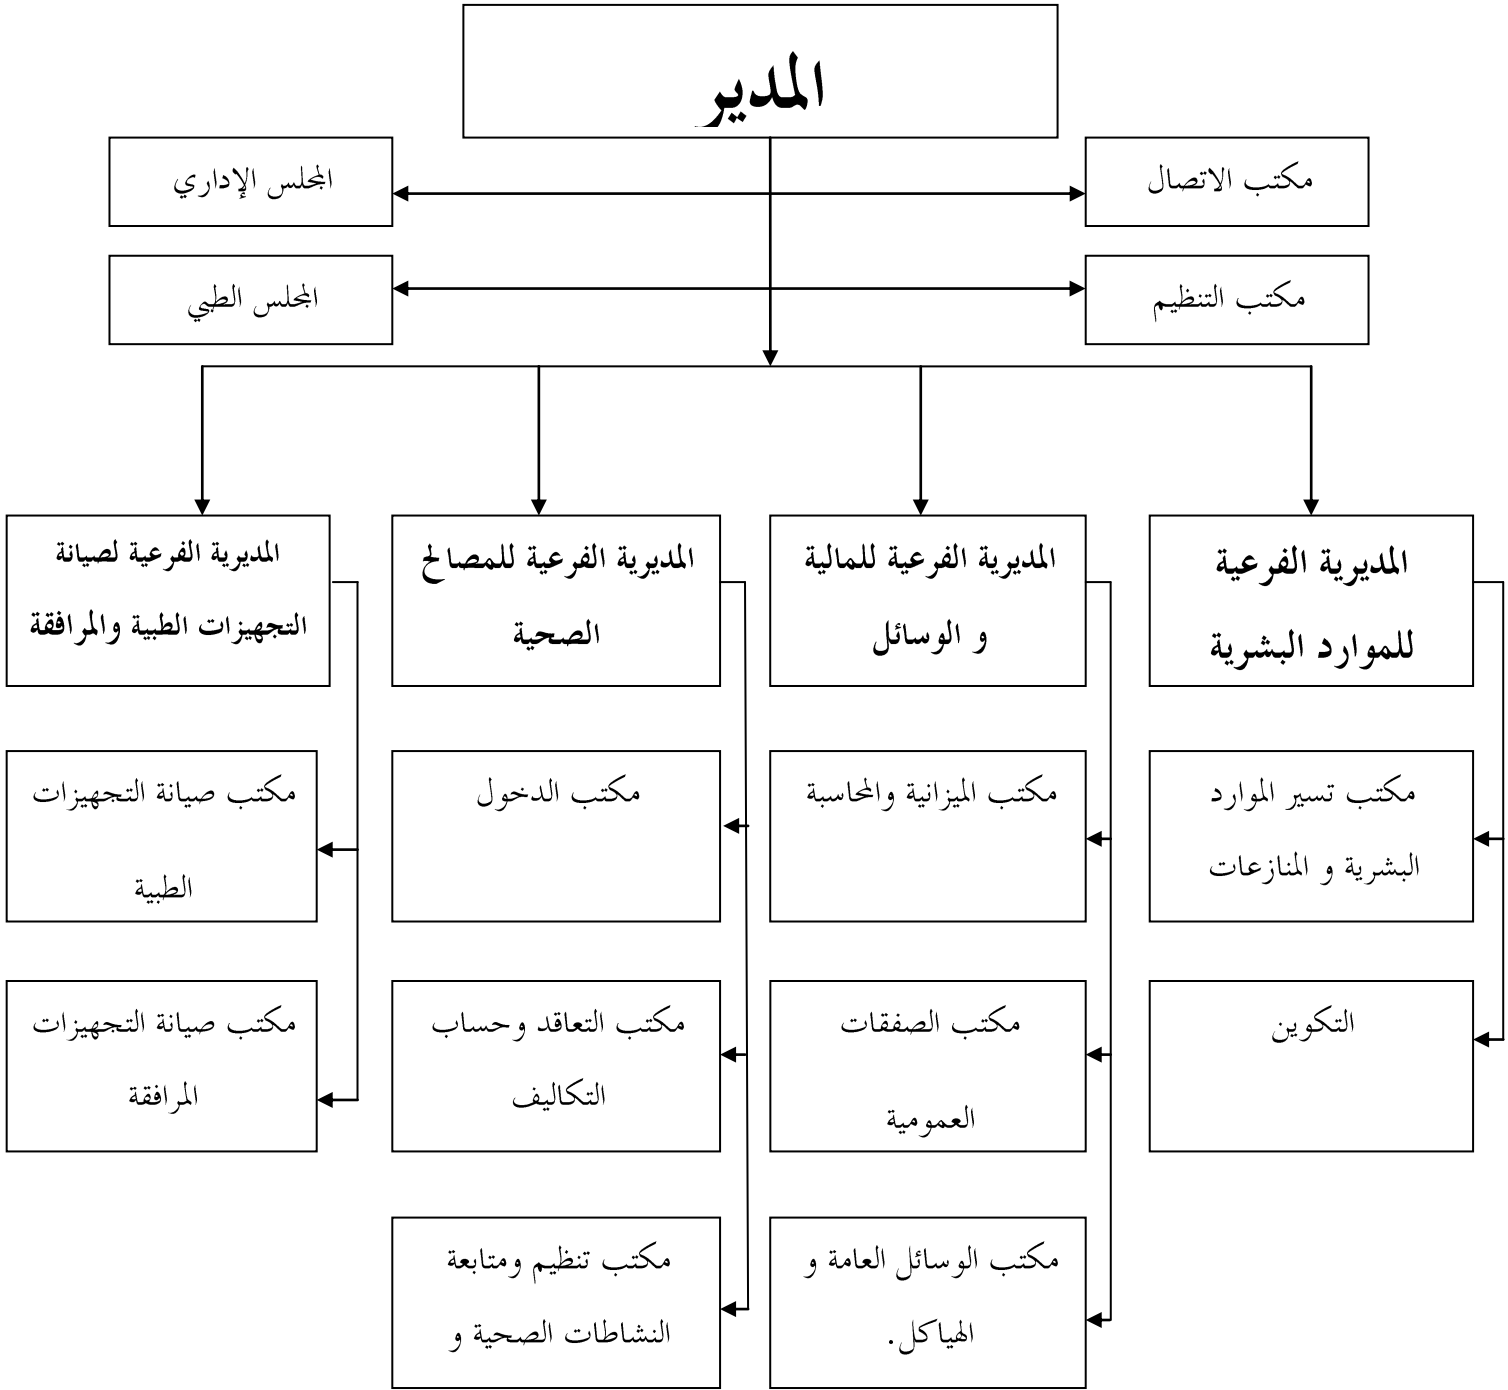 المدير
مكتب الاتصال
المجلس الإداري
مكتب التنظيم
المجلس الطبي
المديرية الفرعية
للموارد البشرية
المديرية الفرعية للمالية
و الوسائل
المديرية الفرعية للمصالح
الصحية
المديرية الفرعية لصيانة
التجهيزات الطبية والمرافقة
مكتب تسير الموارد
البشرية و المنازعات
مكتب الميزانية والمحاسبة
مكتب الدخول
مكتب صيانة التجهيزات
الطبية
التكوين
مكتب الصفقات
العمومية
مكتب التعاقد وحساب
التكاليف
مكتب صيانة التجهيزات
المرافقة
مكتب الوسائل العامة و
الهياكل.
مكتب تنظيم ومتابعة
النشاطات الصحية و